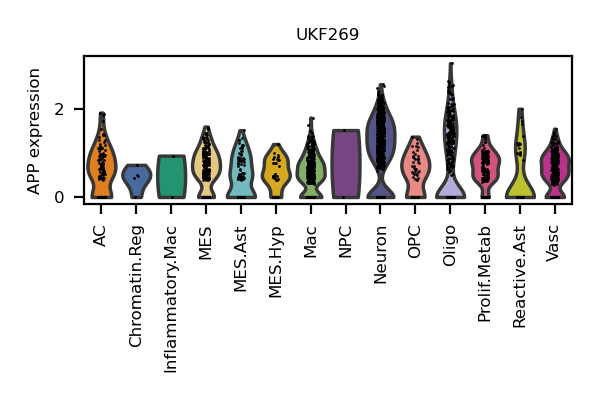 UKF269
APP expression
2
0
AC
Chromatin.Reg
Inflammatory.Mac
MES
MES.Ast
MES.Hyp
Mac
NPC
Neuron
OPC
Oligo
Prolif.Metab
Reactive.Ast
Vasc